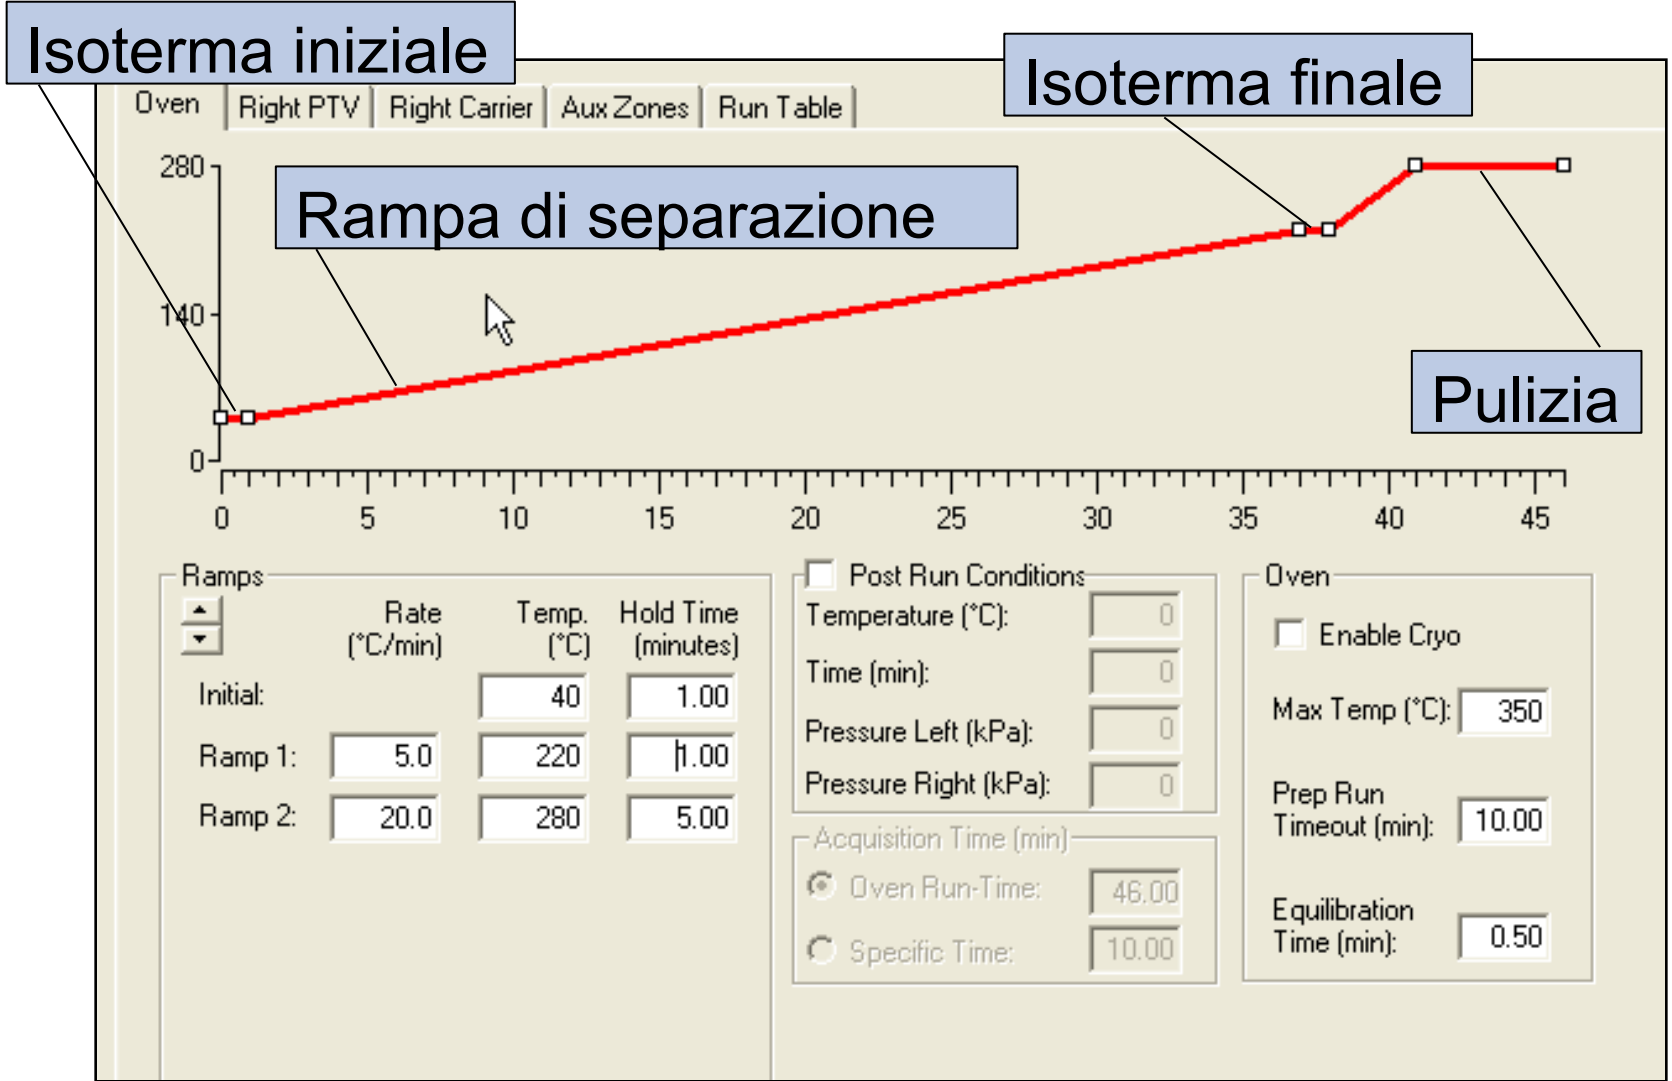 Isoterma iniziale
Isoterma finale
Oven Right PTV Right Carrier Aux Zones Run Table
280
Rampa di separazione
140
Pulizia
0
0 5 10 15 20 25 30 35 40 45
Ramps
Rate (°C/min) Temp. (°C) Hold Time (minutes)
Initial: 40 1.00
Ramp 1: 5.0 220 1.00
Ramp 2: 20.0 280 5.00
Post Run Conditions
Temperature (°C): 0
Time (min): 0
Pressure Left (kPa): 0
Pressure Right (kPa): 0
Acquisition Time (min)
Oven Run-Time: 46.00
Specific Time: 10.00
Oven
Enable Cryo
Max Temp (°C): 350
Prep Run
Timeout (min): 10.00
Equilibration
Time (min): 0.50